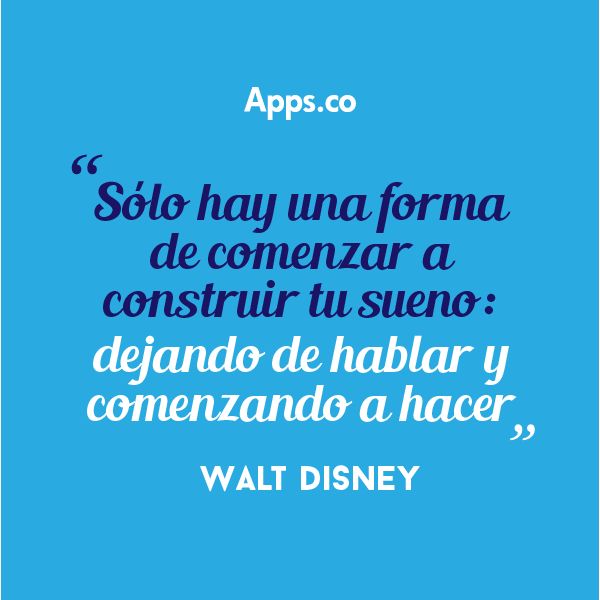 Apps.co
“Sólo hay una forma
de comenzar a
construir tu sueno:
dejando de hablar y
comenzando a hacer”
WALT DISNEY